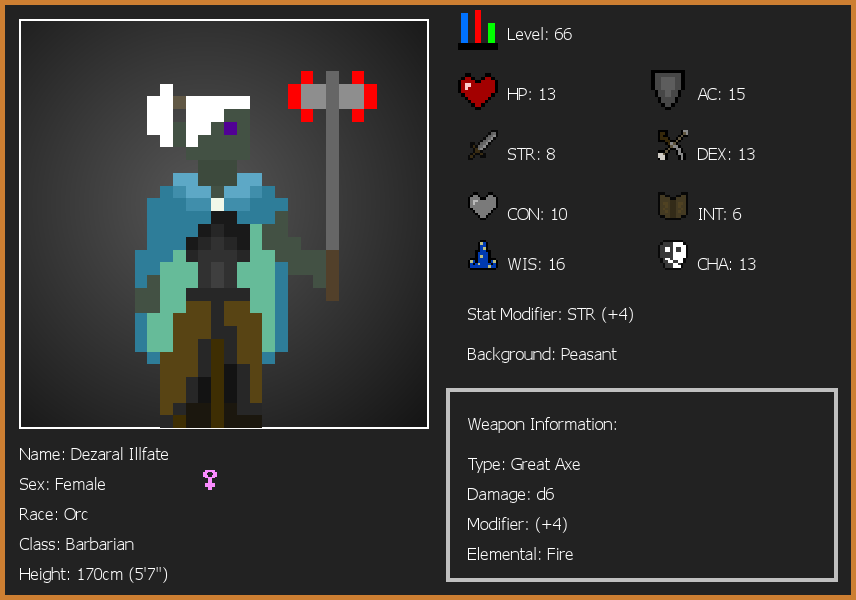 Level: 66
HP: 13
AC: 15
STR: 8
DEX: 13
CON: 10
INT: 6
WIS: 16
CHA: 13
Stat Modifier: STR (+4)
Background: Peasant
Weapon Information:
Type: Great Axe
Damage: d6
Modifier: (+4)
Elemental: Fire
Name: Dezaral Illfate
Sex: Female
Race: Orc
Class: Barbarian
Height: 170cm (5'7")